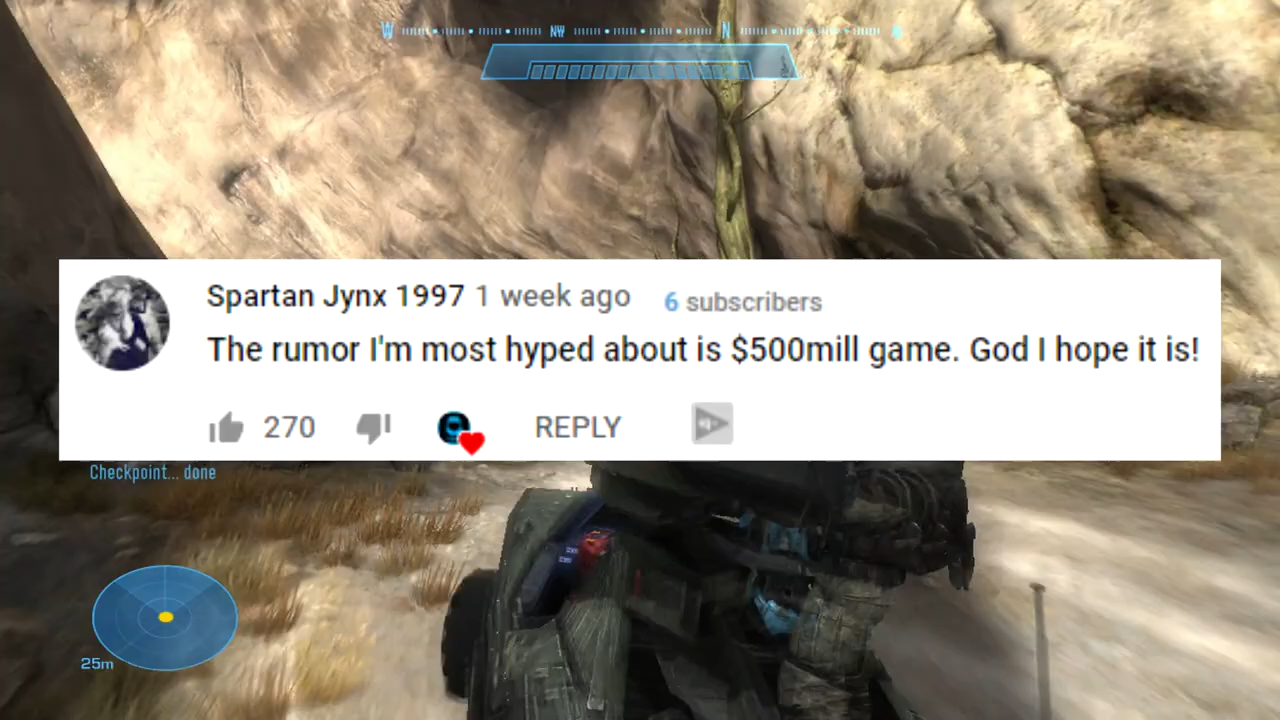 W NW N
Spartan Jynx 1997 1 week ago 6 subscribers
The rumor I'm most hyped about is $500mill game. God I hope it is!
270 REPLY
Checkpoint... done
25m